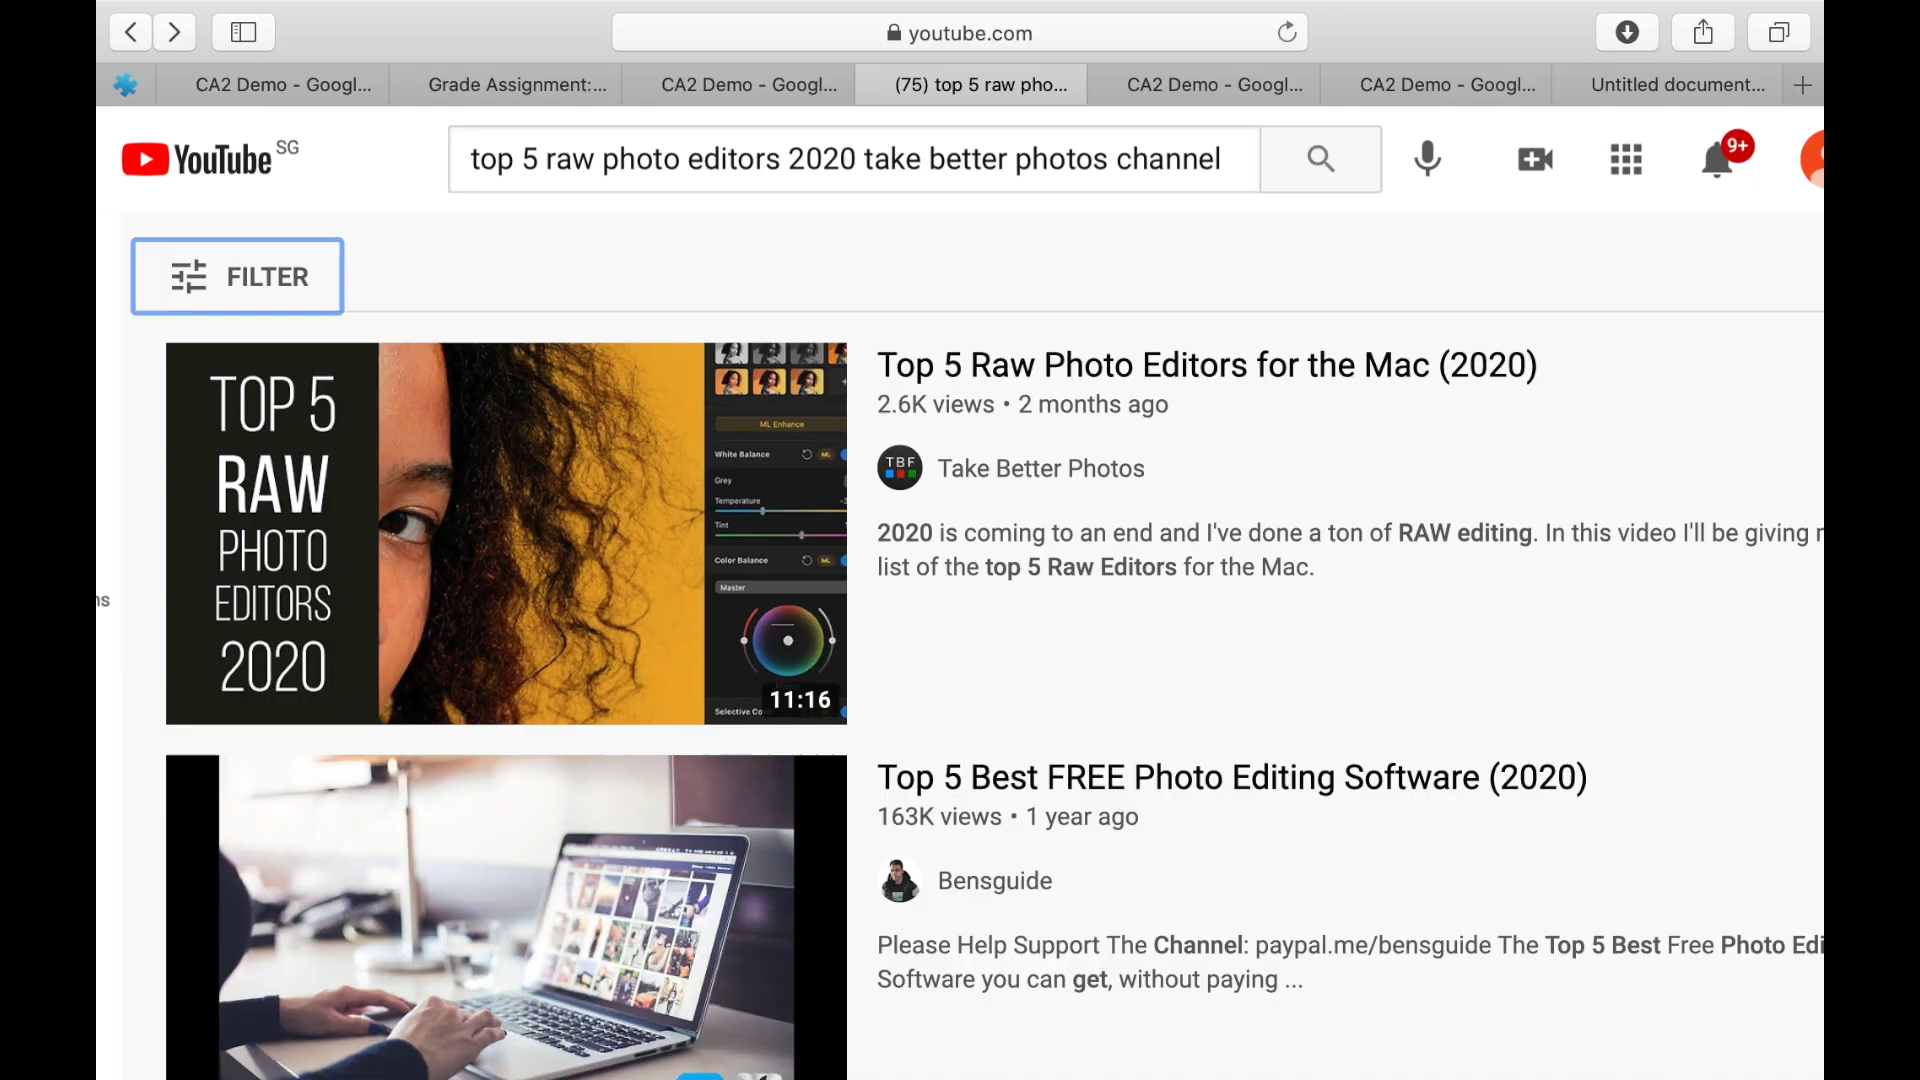 youtube.com
CA2 Demo - Googl...
Grade Assignment:...
CA2 Demo - Googl...
(75) top 5 raw pho...
CA2 Demo - Googl...
CA2 Demo - Googl...
Untitled document...
YouTube SG
top 5 raw photo editors 2020 take better photos channel
9+
FILTER
TOP 5
RAW
PHOTO
EDITORS
2020
ML Enhance
White Balance
ML
Grey
Temperature
Tint
Color Balance
ML
Master
Selective Co
11:16
Top 5 Raw Photo Editors for the Mac (2020)
2.6K views • 2 months ago
TBF
Take Better Photos
2020 is coming to an end and I've done a ton of RAW editing. In this video I'll be giving
list of the top 5 Raw Editors for the Mac.
ns
Top 5 Best FREE Photo Editing Software (2020)
163K views • 1 year ago
Bensguide
Please Help Support The Channel: paypal.me/bensguide The Top 5 Best Free Photo Edi
Software you can get, without paying ...